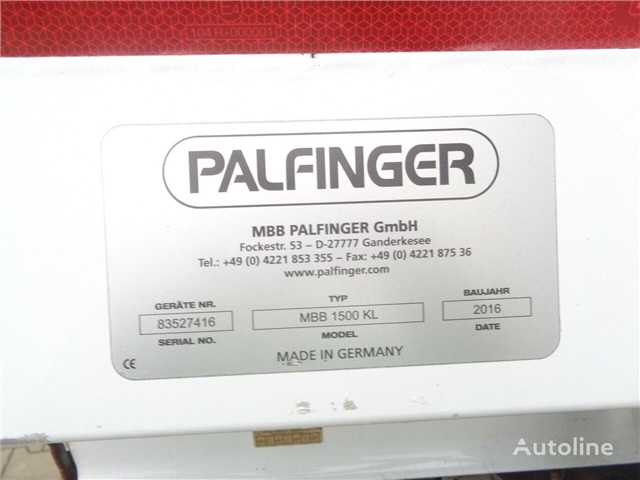 104R-000001
PALFINGER
MBB PALFINGER GmbH
Fockestr. 53 – D-27777 Ganderkesee
Tel.: +49 (0) 4221 853 355 – Fax: +49 (0) 4221 875 36
www.palfinger.com
GERÄTE NR. TYP BAUJAHR
83527416 MBB 1500 KL 2016
SERIAL NO. MODEL DATE
CE MADE IN GERMANY
Autoline